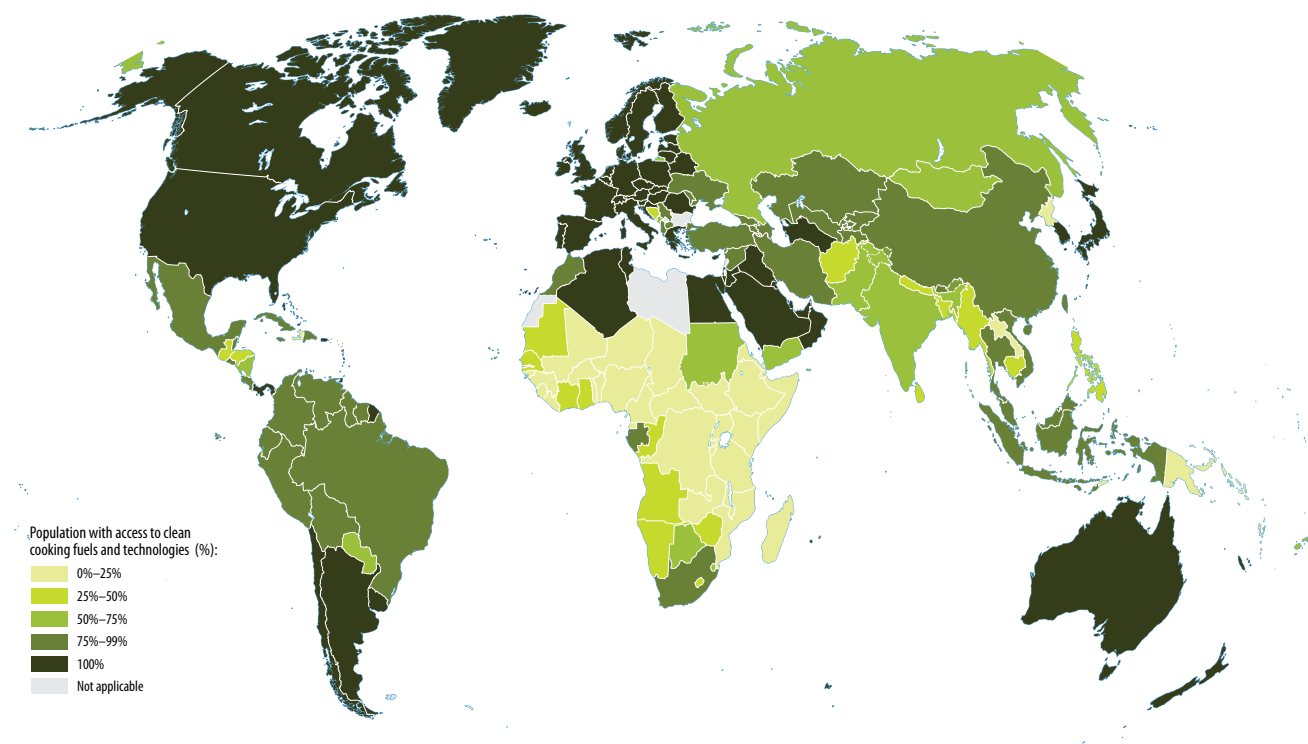 Population with access to clean
cooking fuels and technologies (%):
0%–25%
25%–50%
50%–75%
75%–99%
100%
Not applicable